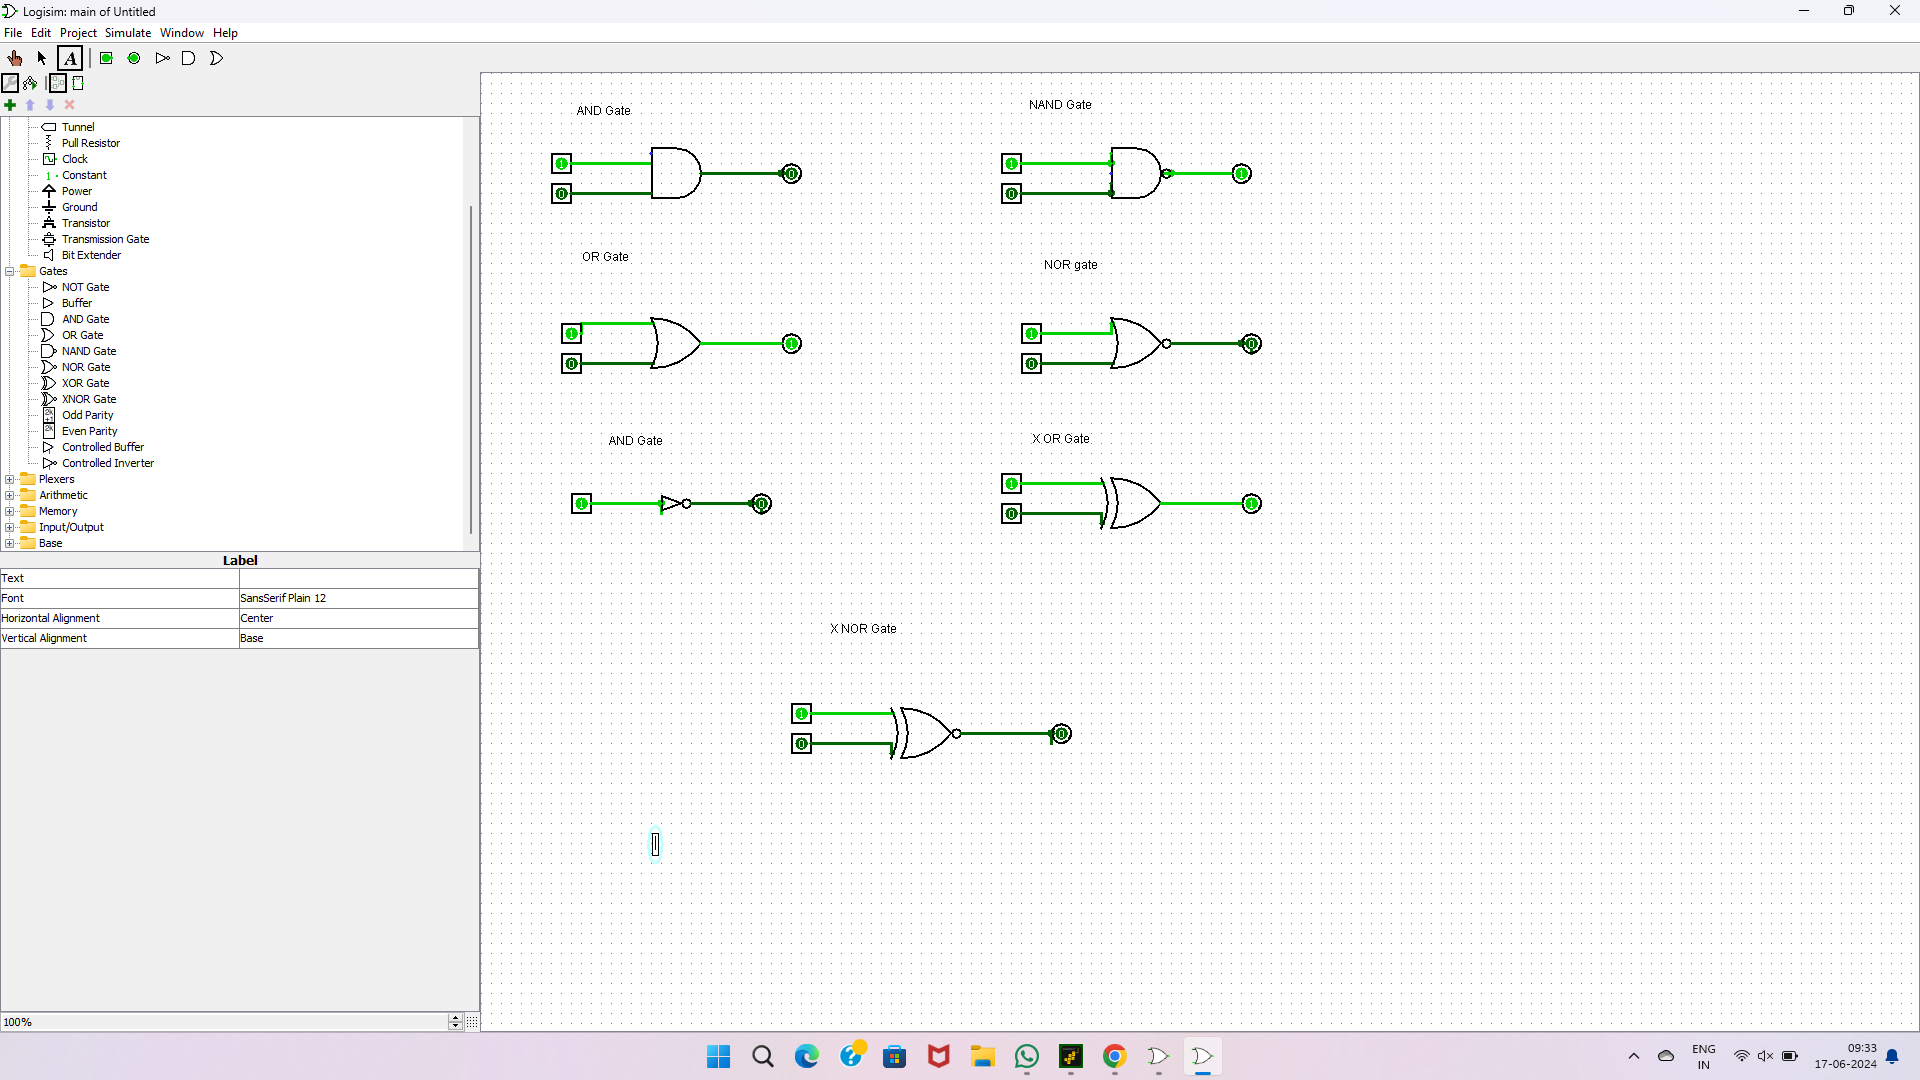 Logisim: main of Untitled
File Edit Project Simulate Window Help
A
Tunnel
Pull Resistor
Clock
1 Constant
Power
Ground
Transistor
Transmission Gate
Bit Extender
Gates
NOT Gate
Buffer
AND Gate
OR Gate
NAND Gate
NOR Gate
XOR Gate
XNOR Gate
2k+1 Odd Parity
2k Even Parity
Controlled Buffer
Controlled Inverter
Plexers
Arithmetic
Memory
Input/Output
Base
Label
Text
Font SansSerif Plain 12
Horizontal Alignment Center
Vertical Alignment Base
100%
AND Gate
1
0
0
NAND Gate
1
0
1
OR Gate
1
0
1
NOR gate
1
0
0
AND Gate
1
0
X OR Gate
1
0
1
X NOR Gate
1
0
0
ENG
IN
09:33
17-06-2024